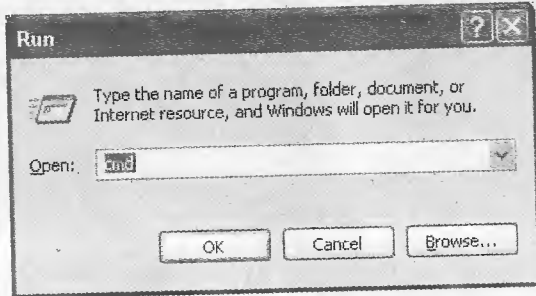 Run
Type the name of a program, folder, document, or
Internet resource, and Windows will open it for you.
Open: cmd
OK Cancel Browse...